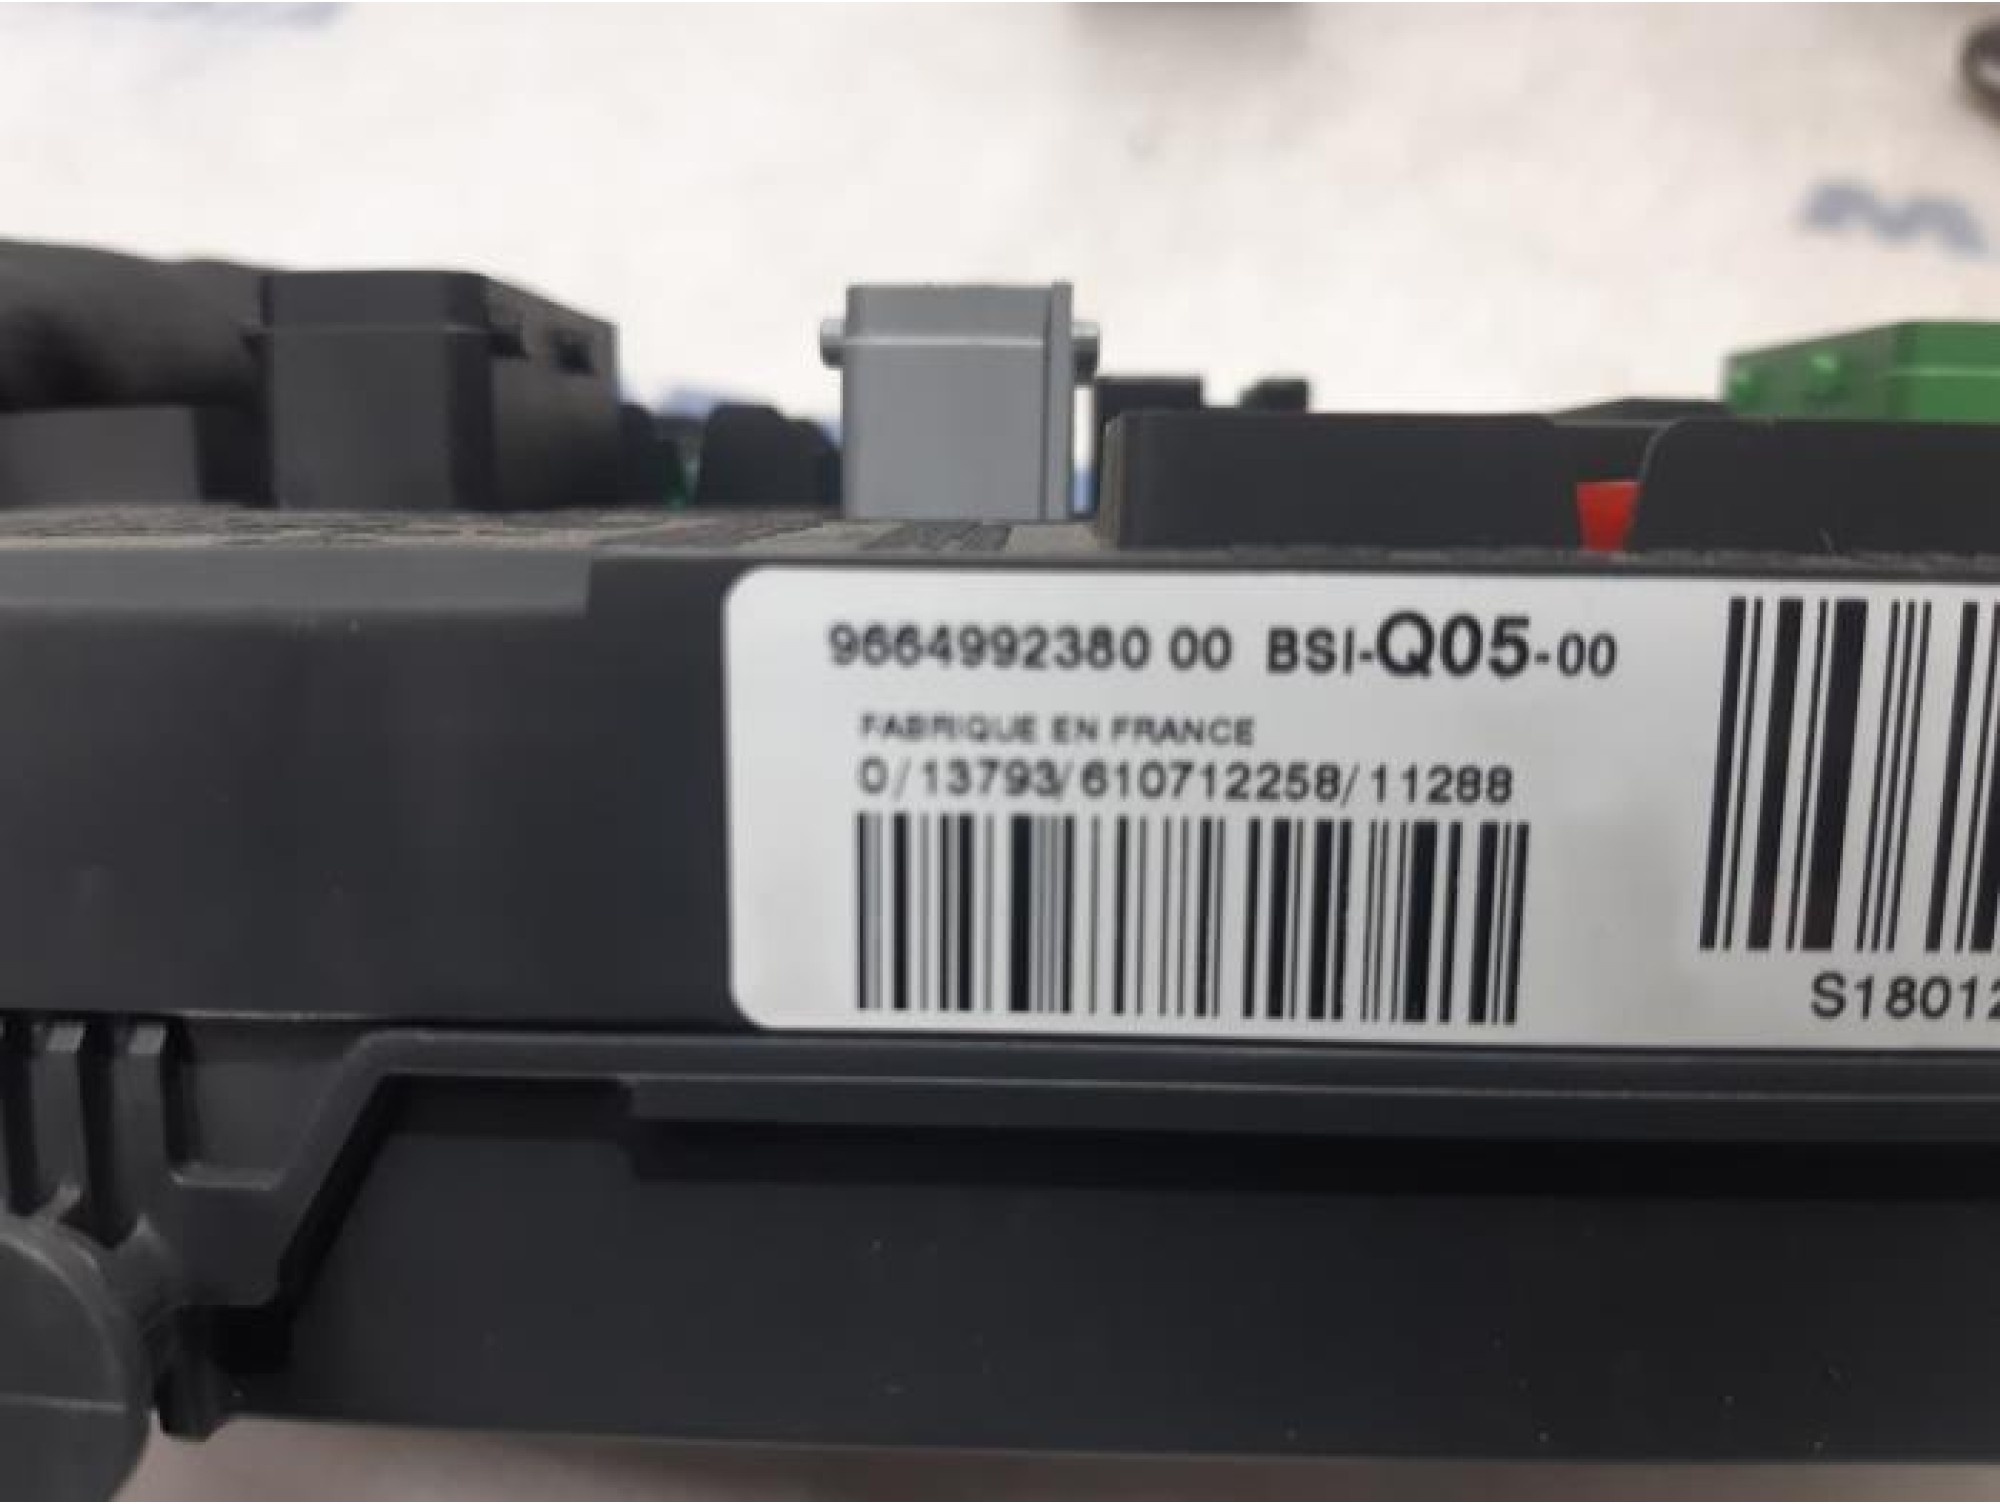 9664992380 00 BSI-Q05-00
FABRIQUE EN FRANCE
0/13793/610712258/11288
S18012